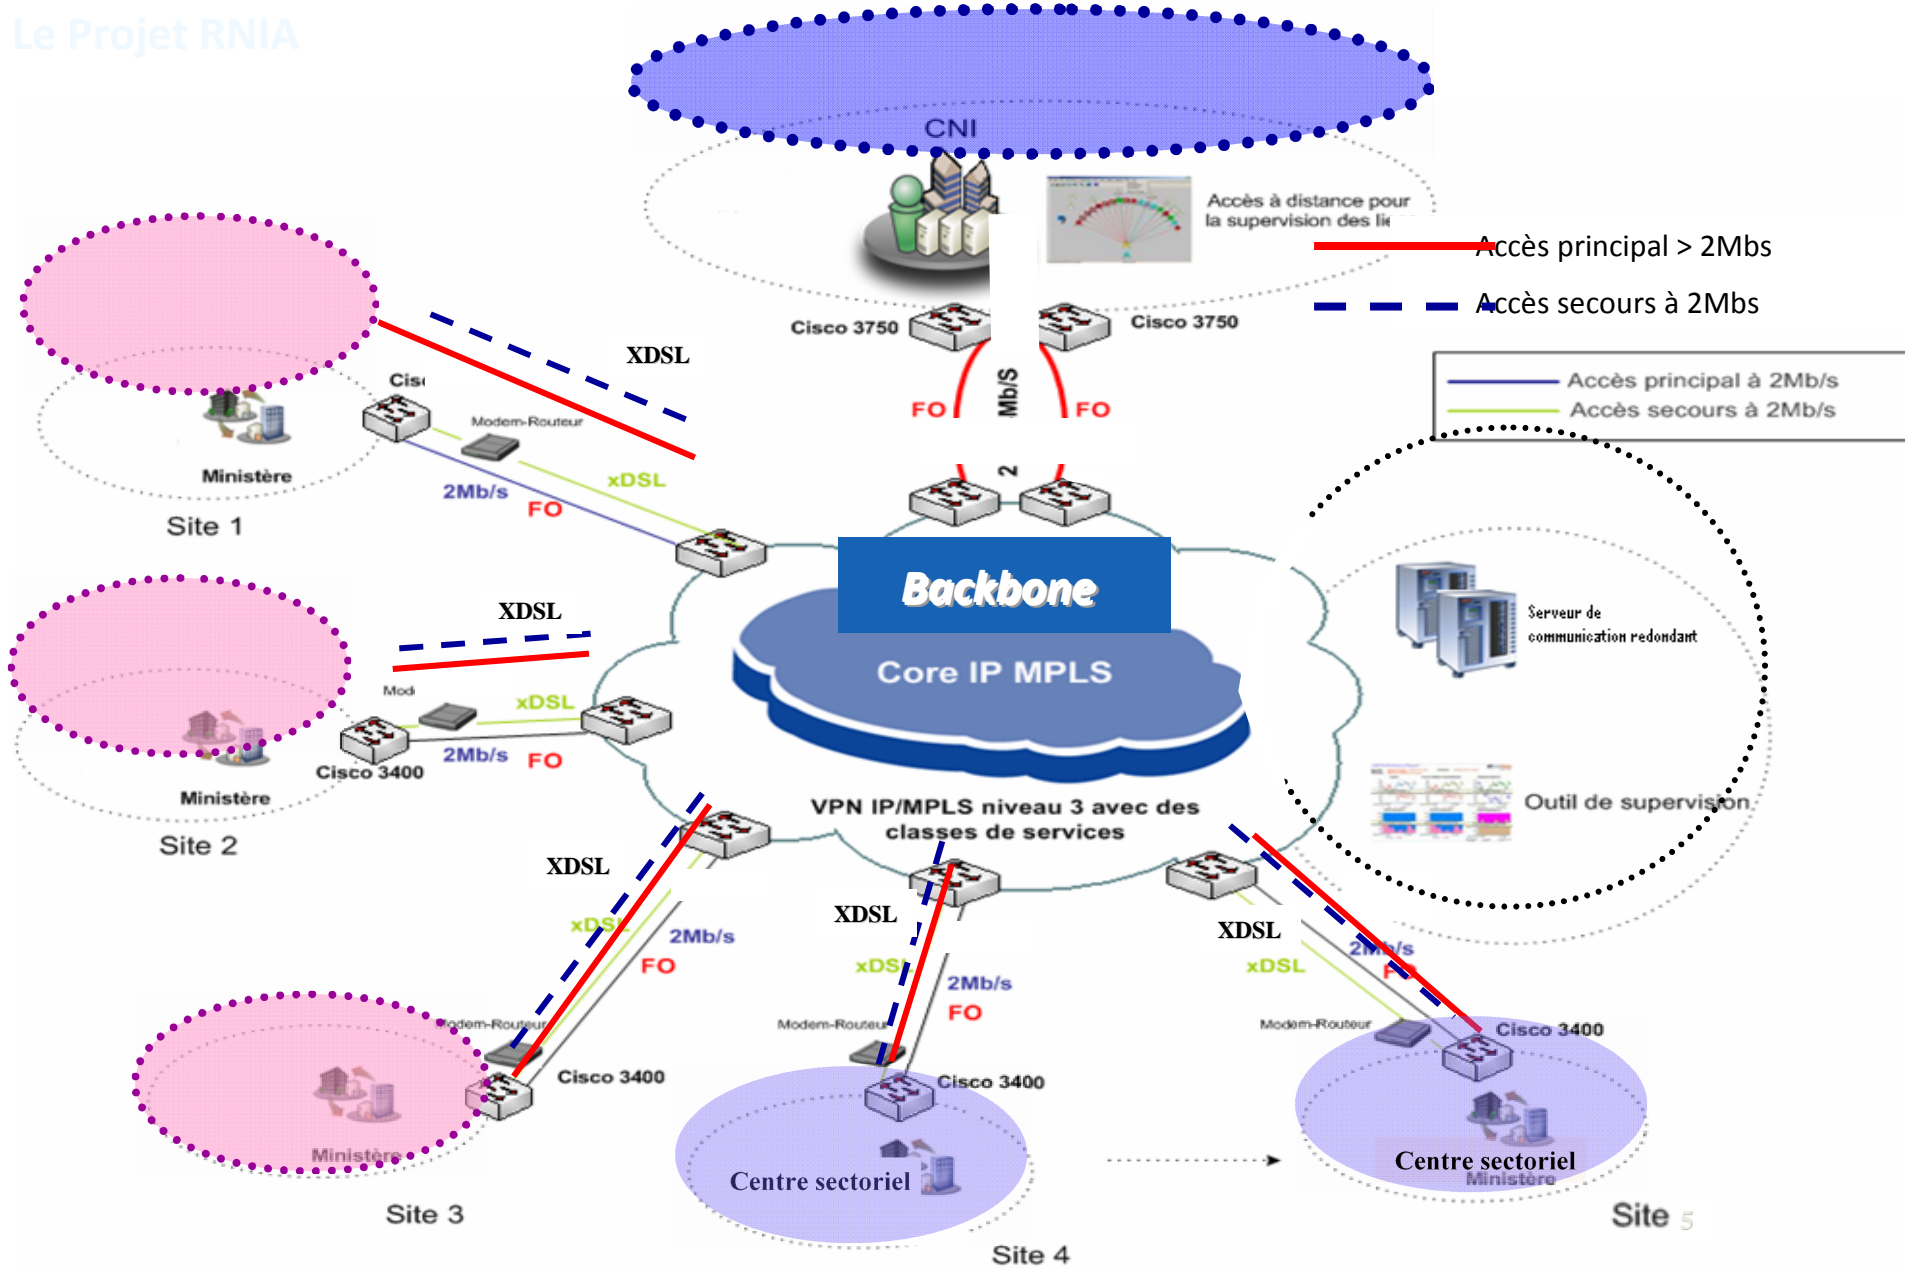 Le Projet RNIA
CNI
Accès à distance pour
la supervision des lie
Accès principal > 2Mbs
Accès secours à 2Mbs
Cisco 3750
Cisco 3750
Accès principal à 2Mb/s
Accès secours à 2Mb/s
XDSL
Modem-Routeur
Ministère
xDSL
2Mb/s
FO
Site 1
FO
2 Mb/S
FO
Backbone
Core IP MPLS
VPN IP/MPLS niveau 3 avec des
classes de services
Serveur de
communication redondant
Outil de supervision
XDSL
xDSL
2Mb/s
FO
Cisco 3400
Ministère
Site 2
XDSL
xDSL
2Mb/s
FO
Modem-Routeur
Cisco 3400
Ministère
Site 3
XDSL
xDSL
2Mb/s
FO
Modem-Routeur
Cisco 3400
Centre sectoriel
Site 4
XDSL
xDSL
2Mb/s
FO
Modem-Routeur
Cisco 3400
Centre sectoriel
Ministère
Site 5